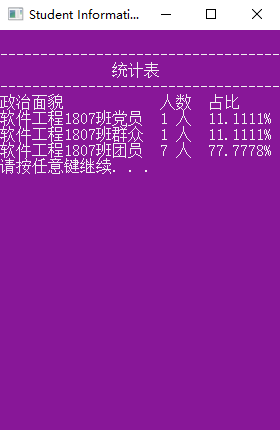 Student Informati...
统计表
政治面貌 人数 占比
软件工程1807班党员 1 人 11.1111%
软件工程1807班群众 1 人 11.1111%
软件工程1807班团员 7 人 77.7778%
请按任意键继续. . .